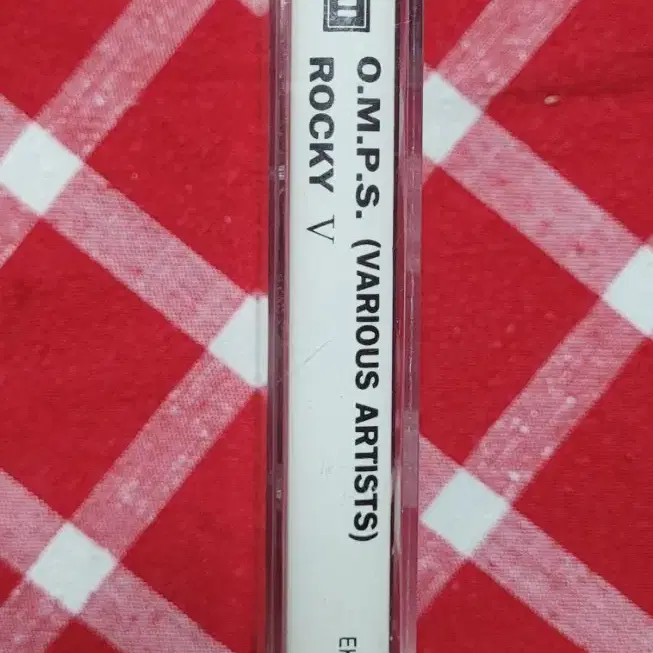 O.M.P.S. (VARIOUS ARTISTS)
ROCKY V